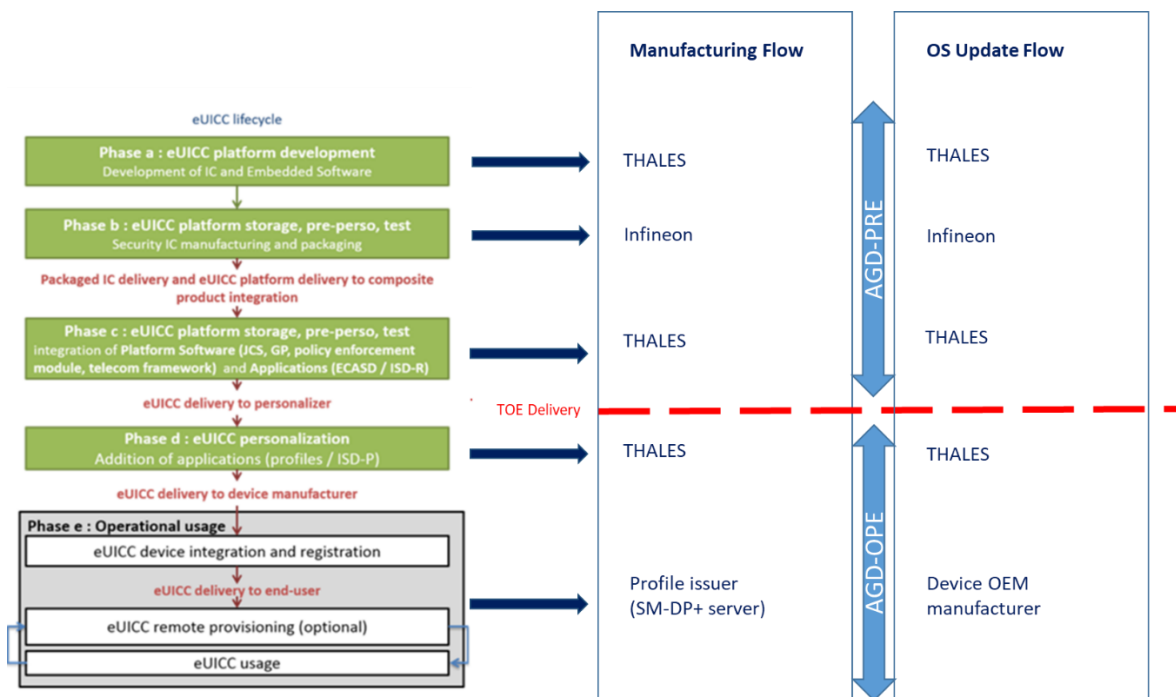 Manufacturing Flow
OS Update Flow
eUICC lifecycle
Phase a : eUICC platform development
Development of IC and Embedded Software
THALES
THALES
Phase b : eUICC platform storage, pre-perso, test
Security IC manufacturing and packaging
Infineon
Infineon
AGD-PRE
Packaged IC delivery and eUICC platform delivery to composite
product integration
Phase c : eUICC platform storage, pre-perso, test
integration of Platform Software (JCS, GP, policy enforcement
module, telecom framework) and Applications (ECASD / ISD-R)
THALES
THALES
eUICC delivery to personalizer
TOE Delivery
Phase d : eUICC personalization
Addition of applications (profiles / ISD-P)
THALES
THALES
eUICC delivery to device manufacturer
Phase e : Operational usage
eUICC device integration and registration
eUICC delivery to end-user
eUICC remote provisioning (optional)
eUICC usage
Profile issuer
(SM-DP+ server)
AGD-OPE
Device OEM
manufacturer